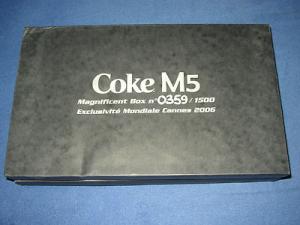 Coke M5
Magnificent Box n°0359/1500
Exclusivité Mondiale Cannes 2006